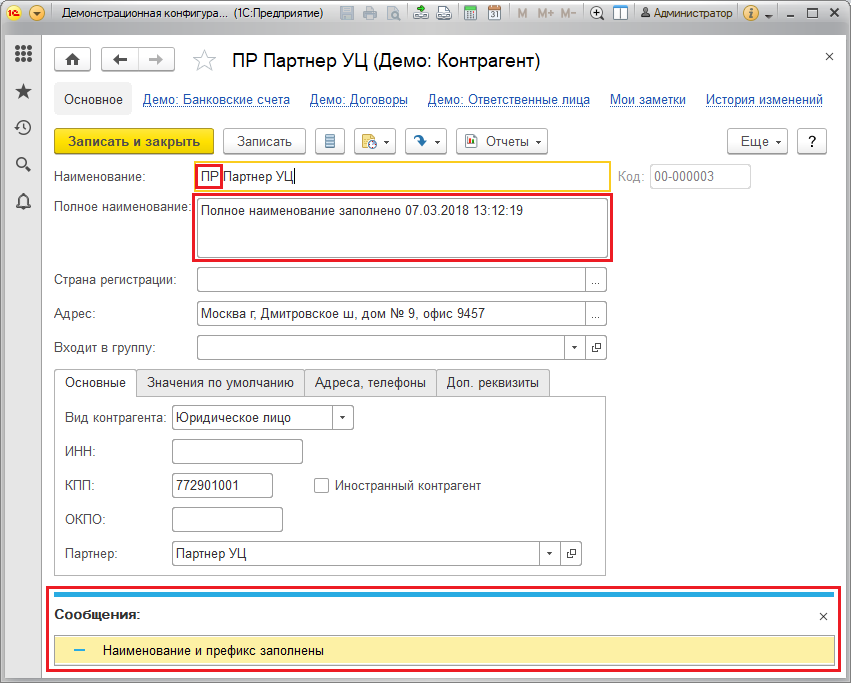 Демонстрационная конфигура... (1С:Предприятие) 31 M M+ M- Администратор i
ПР Партнер УЦ (Демо: Контрагент)
Основное Демо: Банковские счета Демо: Договоры Демо: Ответственные лица Мои заметки История изменений
Записать и закрыть Записать Отчеты Еще ?
Наименование: ПР Партнер УЦ Код: 00-000003
Полное наименование: Полное наименование заполнено 07.03.2018 13:12:19
Страна регистрации: ...
Адрес: Москва г, Дмитровское ш, дом № 9, офис 9457 ...
Входит в группу:
Основные Значения по умолчанию Адреса, телефоны Доп. реквизиты
Вид контрагента: Юридическое лицо
ИНН:
КПП: 772901001 Иностранный контрагент
ОКПО:
Партнер: Партнер УЦ
Сообщения:
Наименование и префикс заполнены